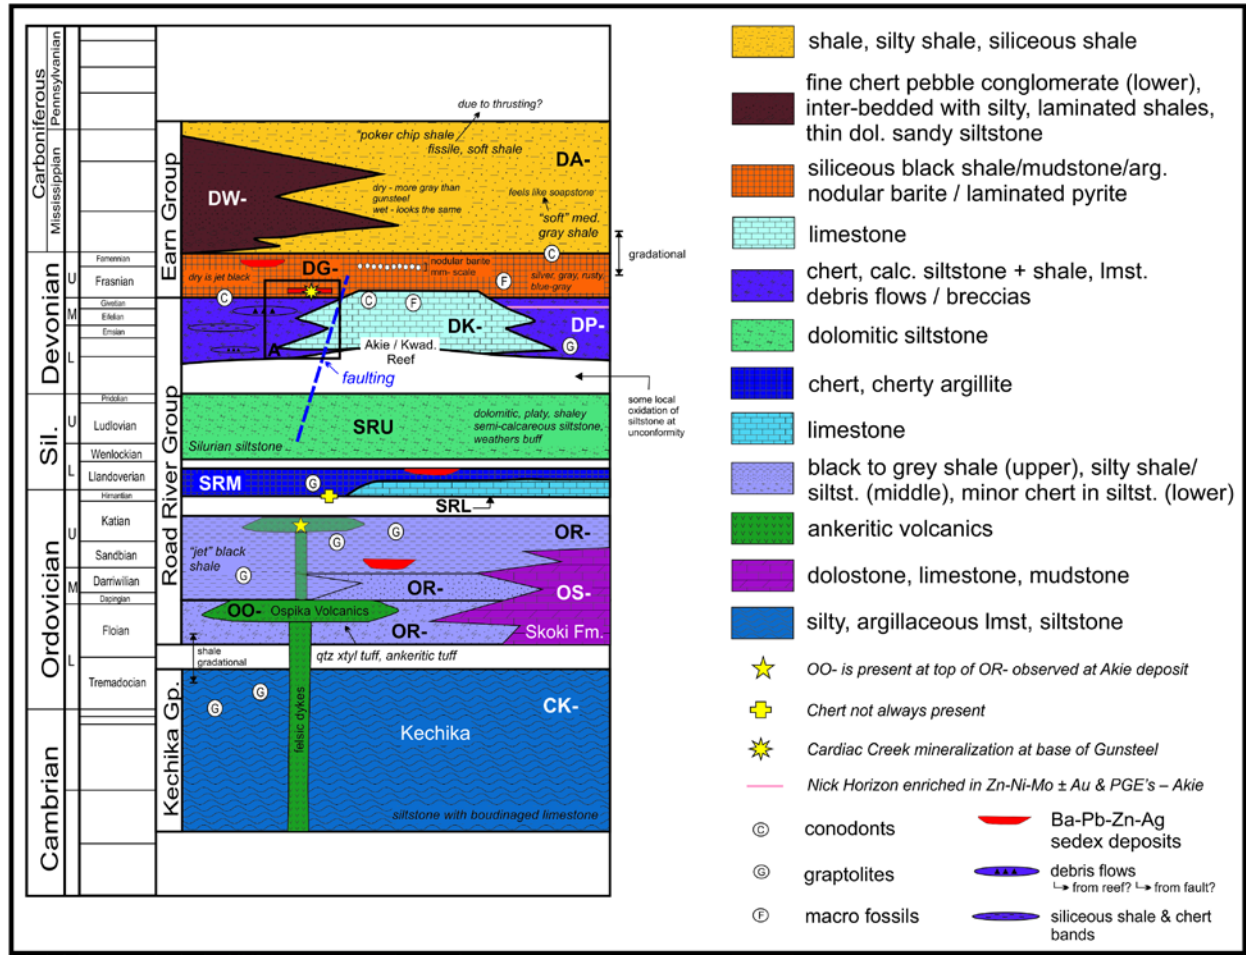 Carboniferous
Pennsylvanian
Mississippian
Devonian
U
M
L
Sil.
U
L
Ordovician
U
M
L
Cambrian
Famennian
Frasnian
Givetian
Eifelian
Emsian
Pridolian
Ludlovian
Wenlockian
Llandoverian
Hirnantian
Katian
Sandbian
Darriwilian
Dapingian
Floian
Tremadocian
Earn Group
Road River Group
Kechika Gp.
due to thrusting?
"poker chip shale
fissile, soft shale
DA-
DW-
dry - more gray than
gunsteel
wet - looks the same
feels like soapstone
"soft" med.
gray shale
gradational
C
DG-
dry is jet black
nodular barite
mm- scale
F
silver, gray, rusty,
blue-gray
C
C
F
DK-
DP-
G
A
Akie / Kwad.
Reef
faulting
some local
oxidation of
siltstone at
unconformity
SRU
dolomitic, platy, shaley
semi-calcareous siltstone,
weathers buff
Silurian siltstone
SRM
G
SRL
G
G
OR-
"jet" black
shale
G
OR-
OS-
OO-
Ospika Volcanics
OR-
Skoki Fm.
shale
gradational
qtz xtyl tuff, ankeritic tuff
G
G
CK-
Kechika
felsic dykes
siltstone with boudinaged limestone
shale, silty shale, siliceous shale
fine chert pebble conglomerate (lower),
inter-bedded with silty, laminated shales,
thin dol. sandy siltstone
siliceous black shale/mudstone/arg.
nodular barite / laminated pyrite
limestone
chert, calc. siltstone + shale, lmst.
debris flows / breccias
dolomitic siltstone
chert, cherty argillite
limestone
black to grey shale (upper), silty shale/
siltst. (middle), minor chert in siltst. (lower)
ankeritic volcanics
dolostone, limestone, mudstone
silty, argillaceous lmst, siltstone
OO- is present at top of OR- observed at Akie deposit
Chert not always present
Cardiac Creek mineralization at base of Gunsteel
Nick Horizon enriched in Zn-Ni-Mo ± Au & PGE's – Akie
C conodonts
Ba-Pb-Zn-Ag
sedex deposits
G graptolites
debris flows
from reef? from fault?
F macro fossils
siliceous shale & chert
bands